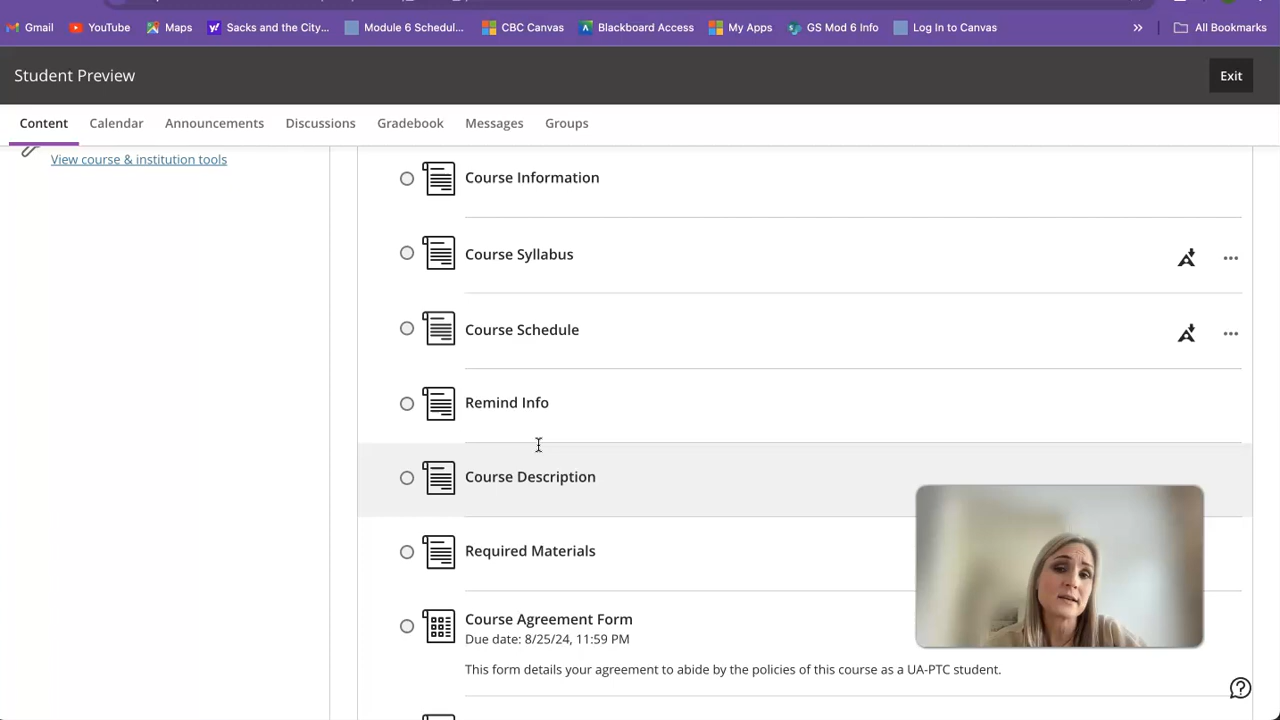 Gmail
YouTube
Maps
Sacks and the City...
Module 6 Schedul...
CBC Canvas
Blackboard Access
My Apps
GS Mod 6 Info
Log In to Canvas
All Bookmarks
Student Preview
Exit
Content
Calendar
Announcements
Discussions
Gradebook
Messages
Groups
View course & institution tools
Course Information
Course Syllabus
Course Schedule
Remind Info
Course Description
Required Materials
Course Agreement Form
Due date: 8/25/24, 11:59 PM
This form details your agreement to abide by the policies of this course as a UA-PTC student.